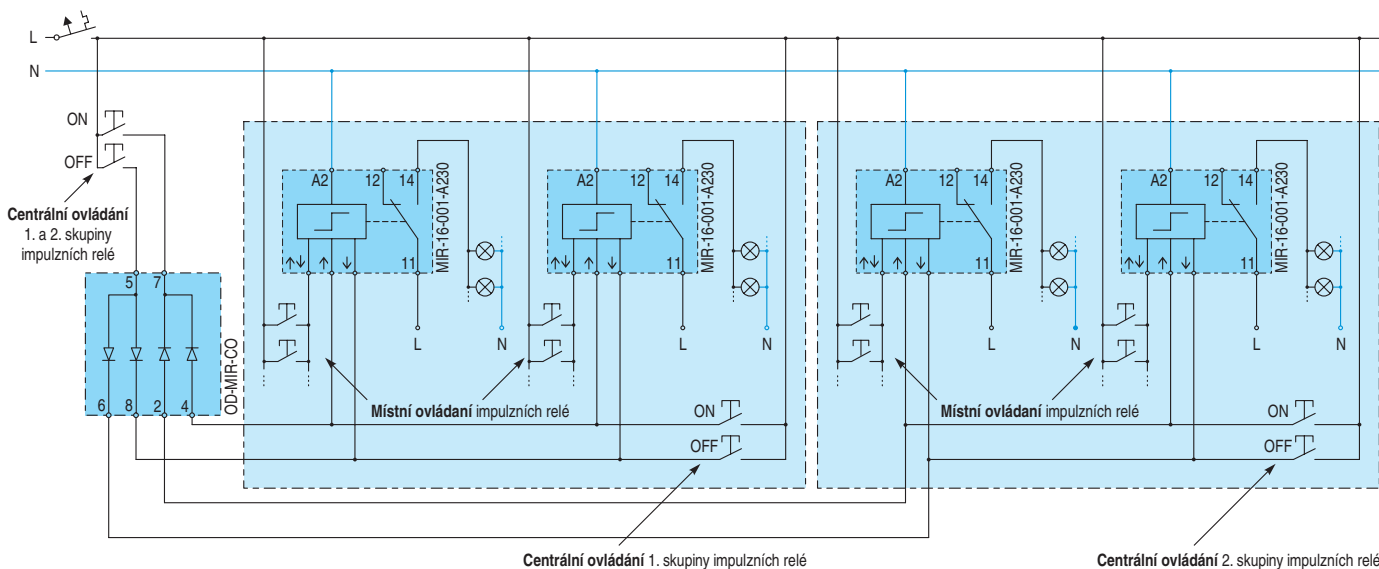 L
N
ON
OFF
Centrální ovládání
1. a 2. skupiny
impulzních relé
5 7
6 8 2 4
OD-MIR-CO
A2 12 14
11
MIR-16-001-A230
L N
A2 12 14
11
MIR-16-001-A230
L N
Místní ovládaní impulzních relé
ON
OFF
A2 12 14
11
MIR-16-001-A230
L N
A2 12 14
11
MIR-16-001-A230
L N
Místní ovládaní impulzních relé
ON
OFF
Centrální ovládání 1. skupiny impulzních relé
Centrální ovládání 2. skupiny impulzních relé